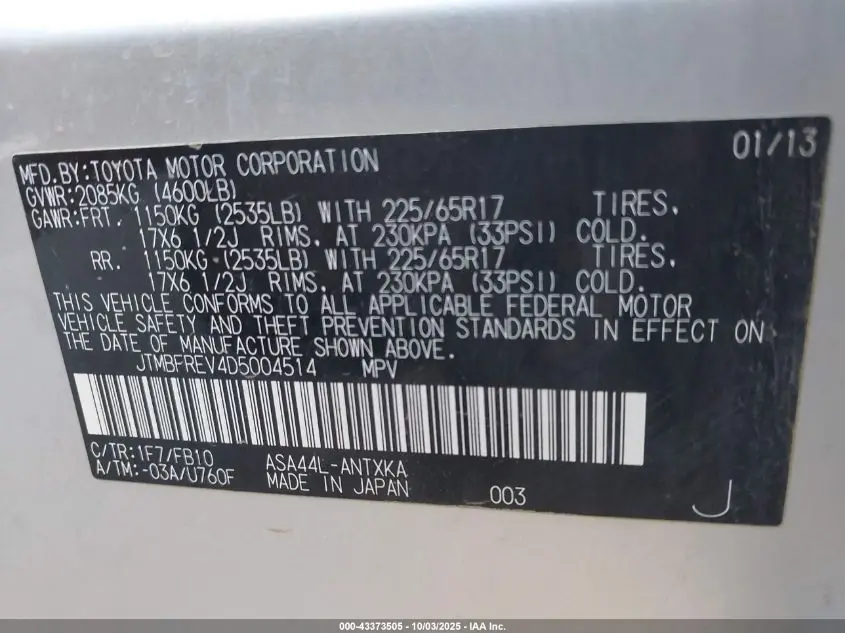 01/13
MFD.BY:TOYOTA MOTOR CORPORATION
GVWR:2085KG (4600LB)
GAWR:FRT. 1150KG (2535LB) WITH 225/65R17 TIRES,
17X6 1/2J RIMS, AT 230KPA (33PSI) COLD.
RR. 1150KG (2535LB) WITH 225/65R17 TIRES,
17X6 1/2J RIMS, AT 230KPA (33PSI) COLD.
THIS VEHICLE CONFORMS TO ALL APPLICABLE FEDERAL MOTOR
VEHICLE SAFETY AND THEFT PREVENTION STANDARDS IN EFFECT ON
THE DATE OF MANUFACTURE SHOWN ABOVE.
JTMBFREV4D5004514 MPV
C/TR:1F7/FB10 ASA44L-ANTXKA
A/TM:-03A/U760F MADE IN JAPAN 003 J
000-43373505 - 10/03/2025 - IAA Inc.